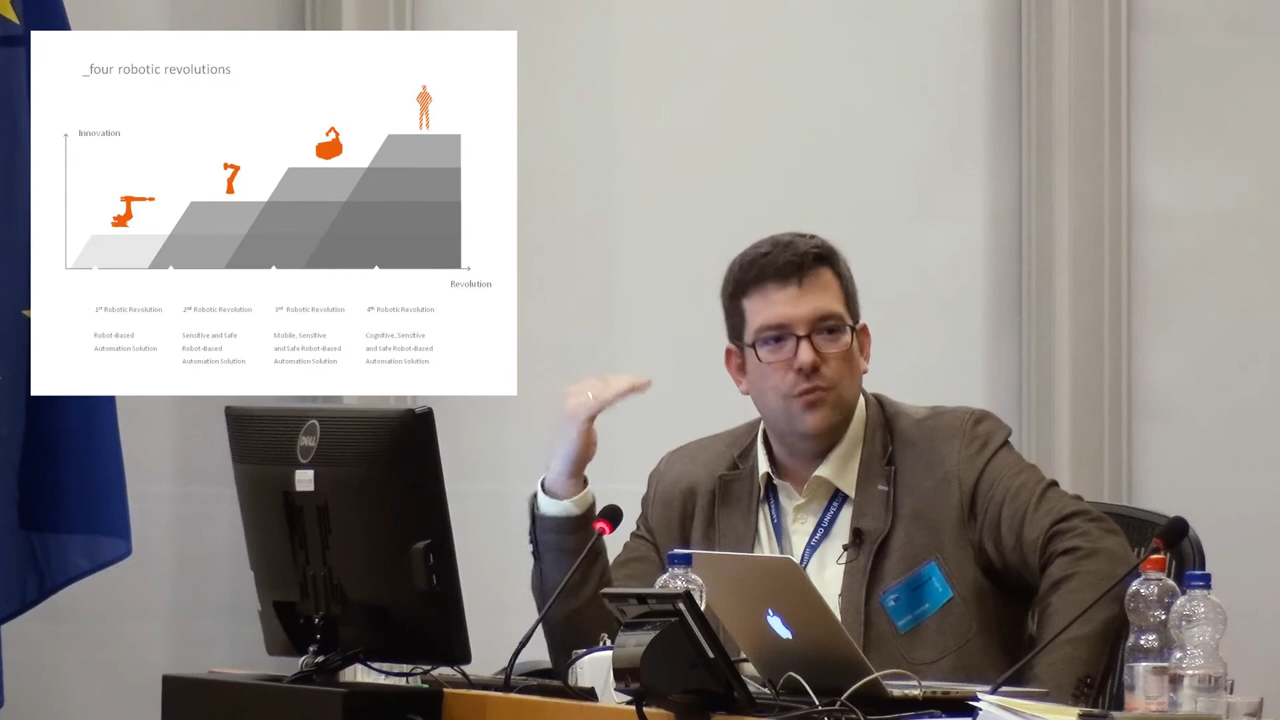 _four robotic revolutions
Innovation
Revolution
1st Robotic Revolution
2nd Robotic Revolution
3rd Robotic Revolution
4th Robotic Revolution
Robot-Based
Automation Solution
Sensitive and Safe
Robot-Based
Automation Solution
Mobile, Sensitive
and Safe Robot-Based
Automation Solution
Cognitive, Sensitive
and Safe Robot-Based
Automation Solution
DELL
ITMO UNIVERSITY